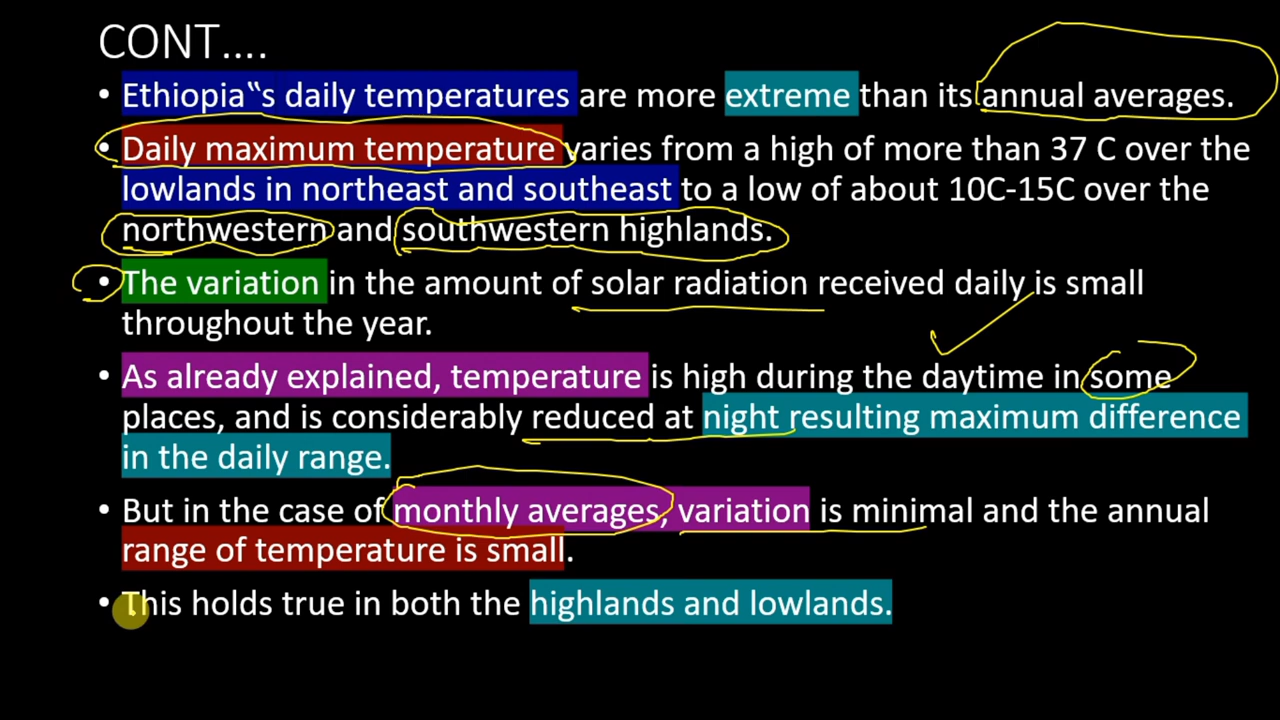 CONT....
• Ethiopia‟s daily temperatures are more extreme than its annual averages.
• Daily maximum temperature varies from a high of more than 37 C over the
lowlands in northeast and southeast to a low of about 10C-15C over the
northwestern and southwestern highlands.
• The variation in the amount of solar radiation received daily is small
throughout the year.
• As already explained, temperature is high during the daytime in some
places, and is considerably reduced at night resulting maximum difference
in the daily range.
• But in the case of monthly averages, variation is minimal and the annual
range of temperature is small.
• This holds true in both the highlands and lowlands.